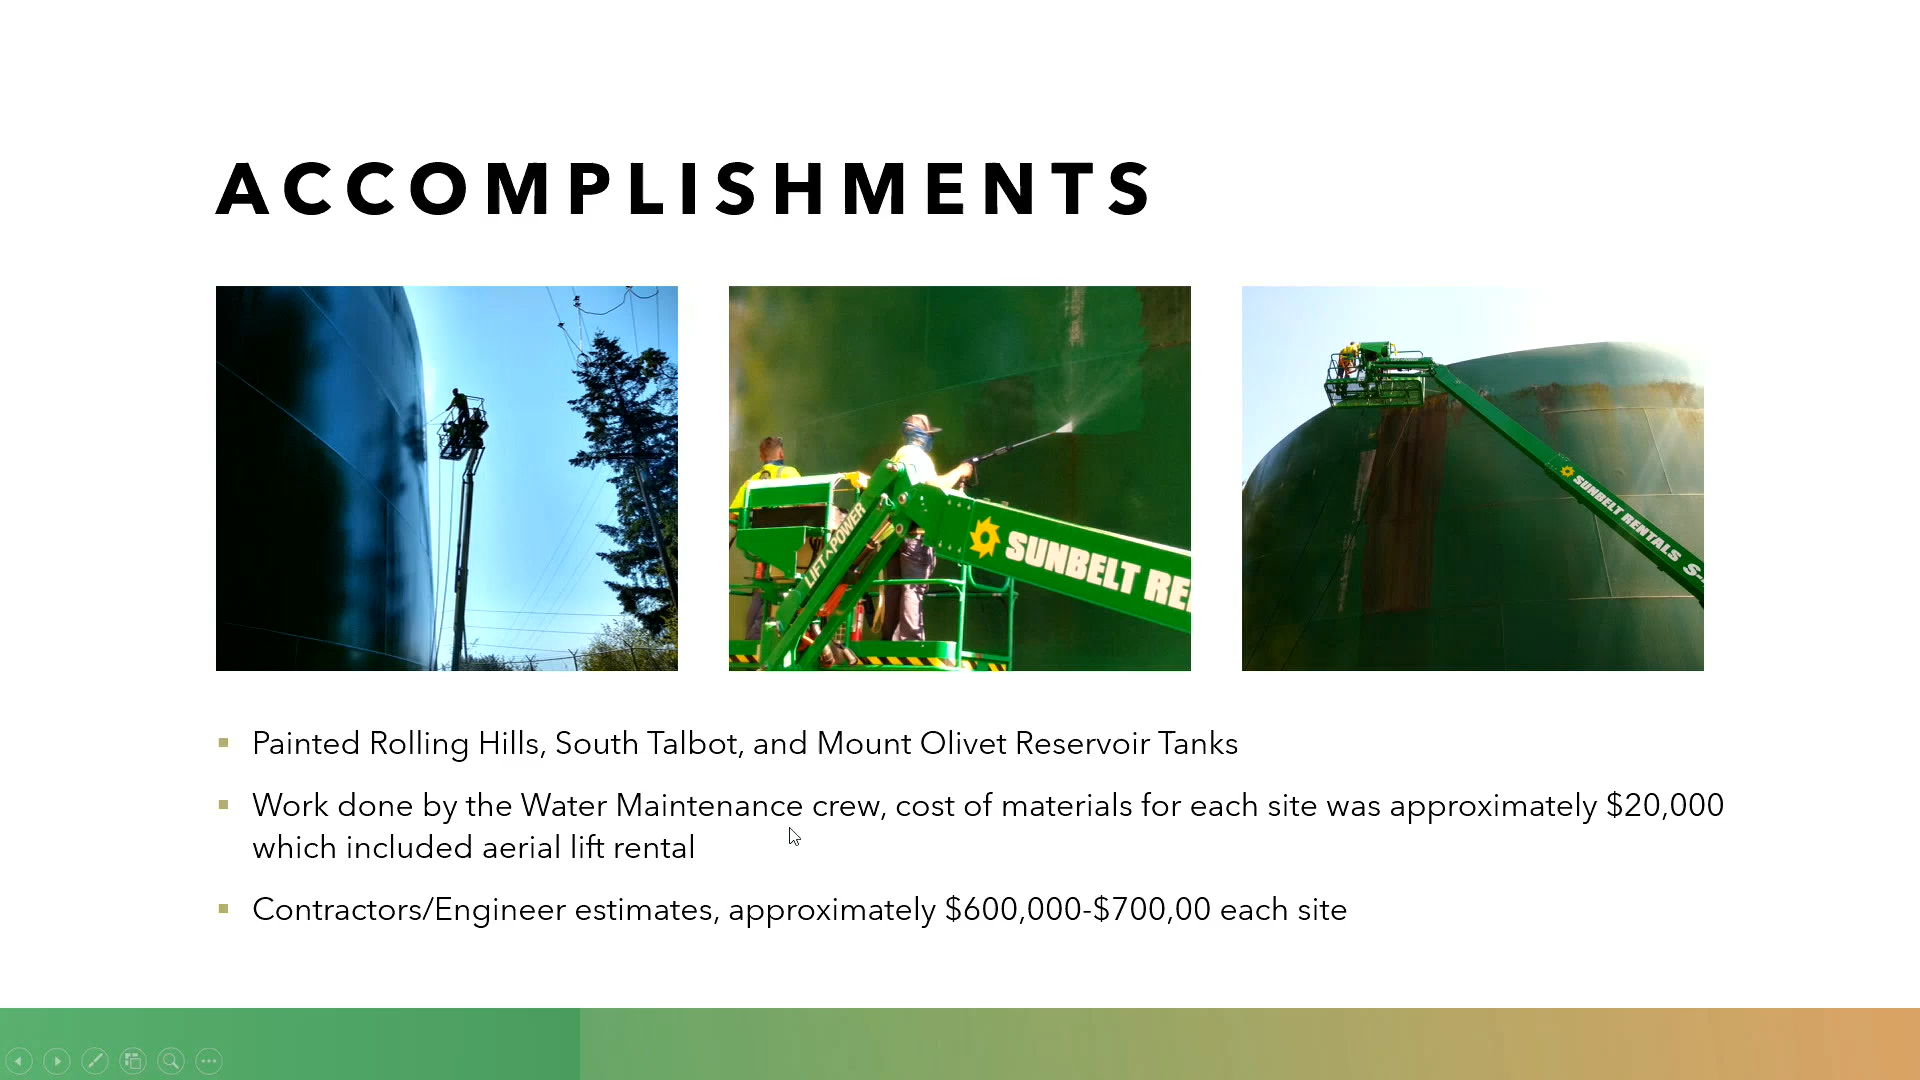 ACCOMPLISHMENTS
LIFT POWER
SUNBELT RE
SUNBELT RENTALS S-
Painted Rolling Hills, South Talbot, and Mount Olivet Reservoir Tanks
Work done by the Water Maintenance crew, cost of materials for each site was approximately $20,000
which included aerial lift rental
Contractors/Engineer estimates, approximately $600,000-$700,00 each site